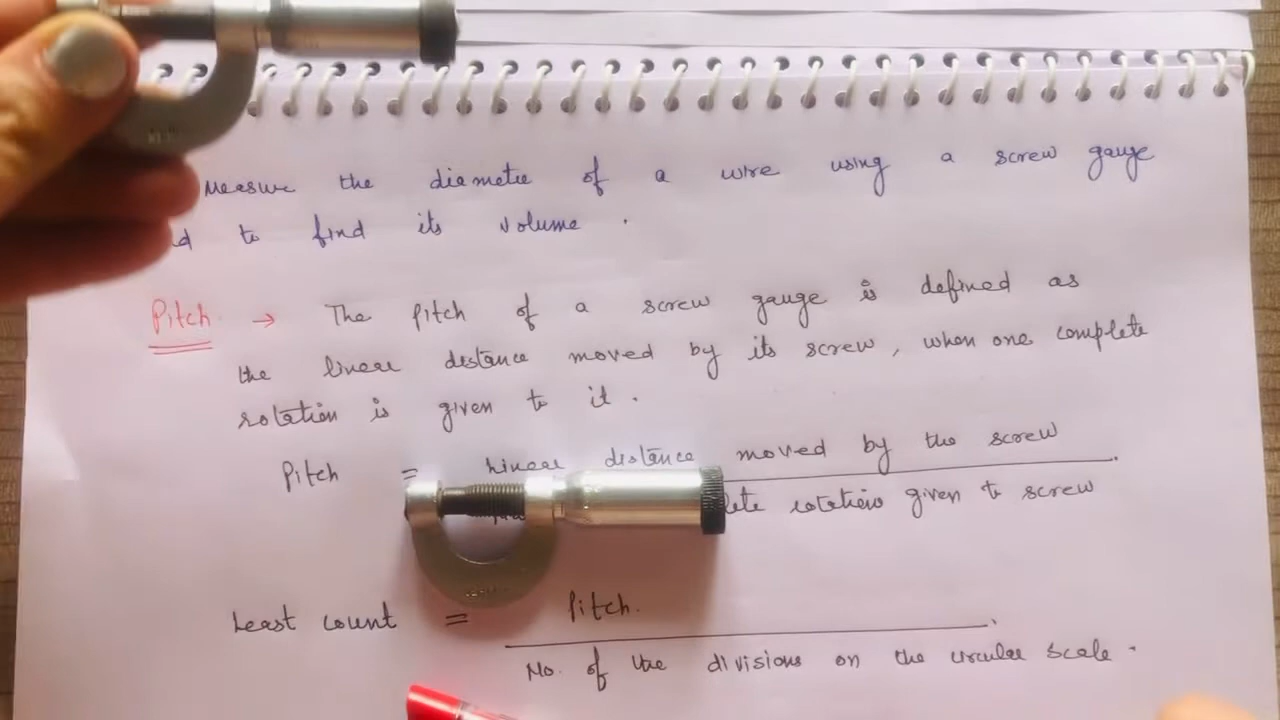 Measure the diamete of a wire using a screw gauge
to find its volume .
Pitch → The pitch of a screw gauge is defined as
the linear distance moved by its screw, when one complete
rotation is given to it .
Pitch = Linear distance moved by the screw
rotation given to screw
Least count = Pitch.
No. of the divisions on the circular scale .